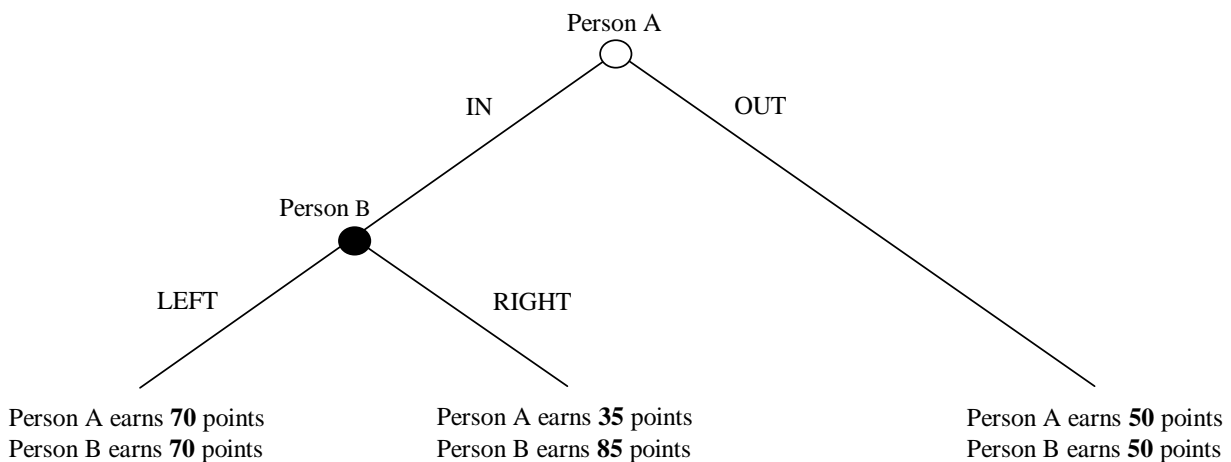 Person A
IN
OUT
Person B
LEFT
RIGHT
Person A earns 70 points
Person B earns 70 points
Person A earns 35 points
Person B earns 85 points
Person A earns 50 points
Person B earns 50 points